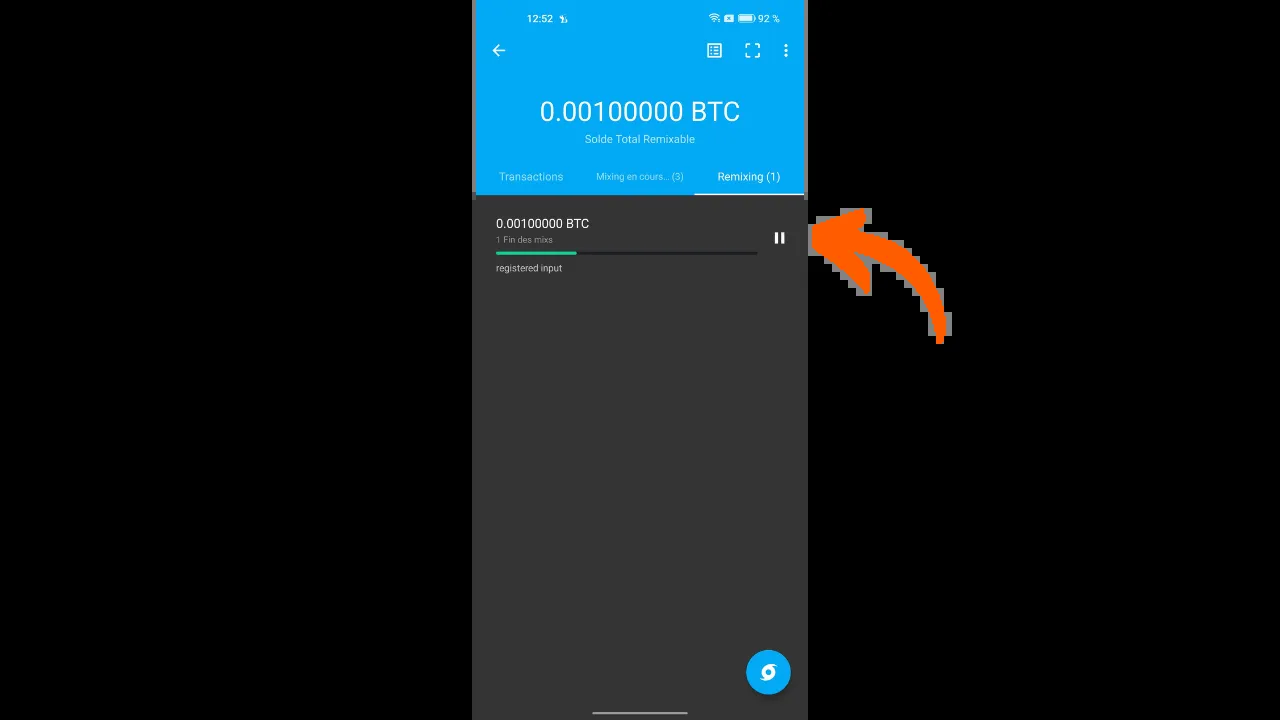 12:52
92 %
0.00100000 BTC
Solde Total Remixable
Transactions
Mixing en cours... (3)
Remixing (1)
0.00100000 BTC
1 Fin des mixs
registered input